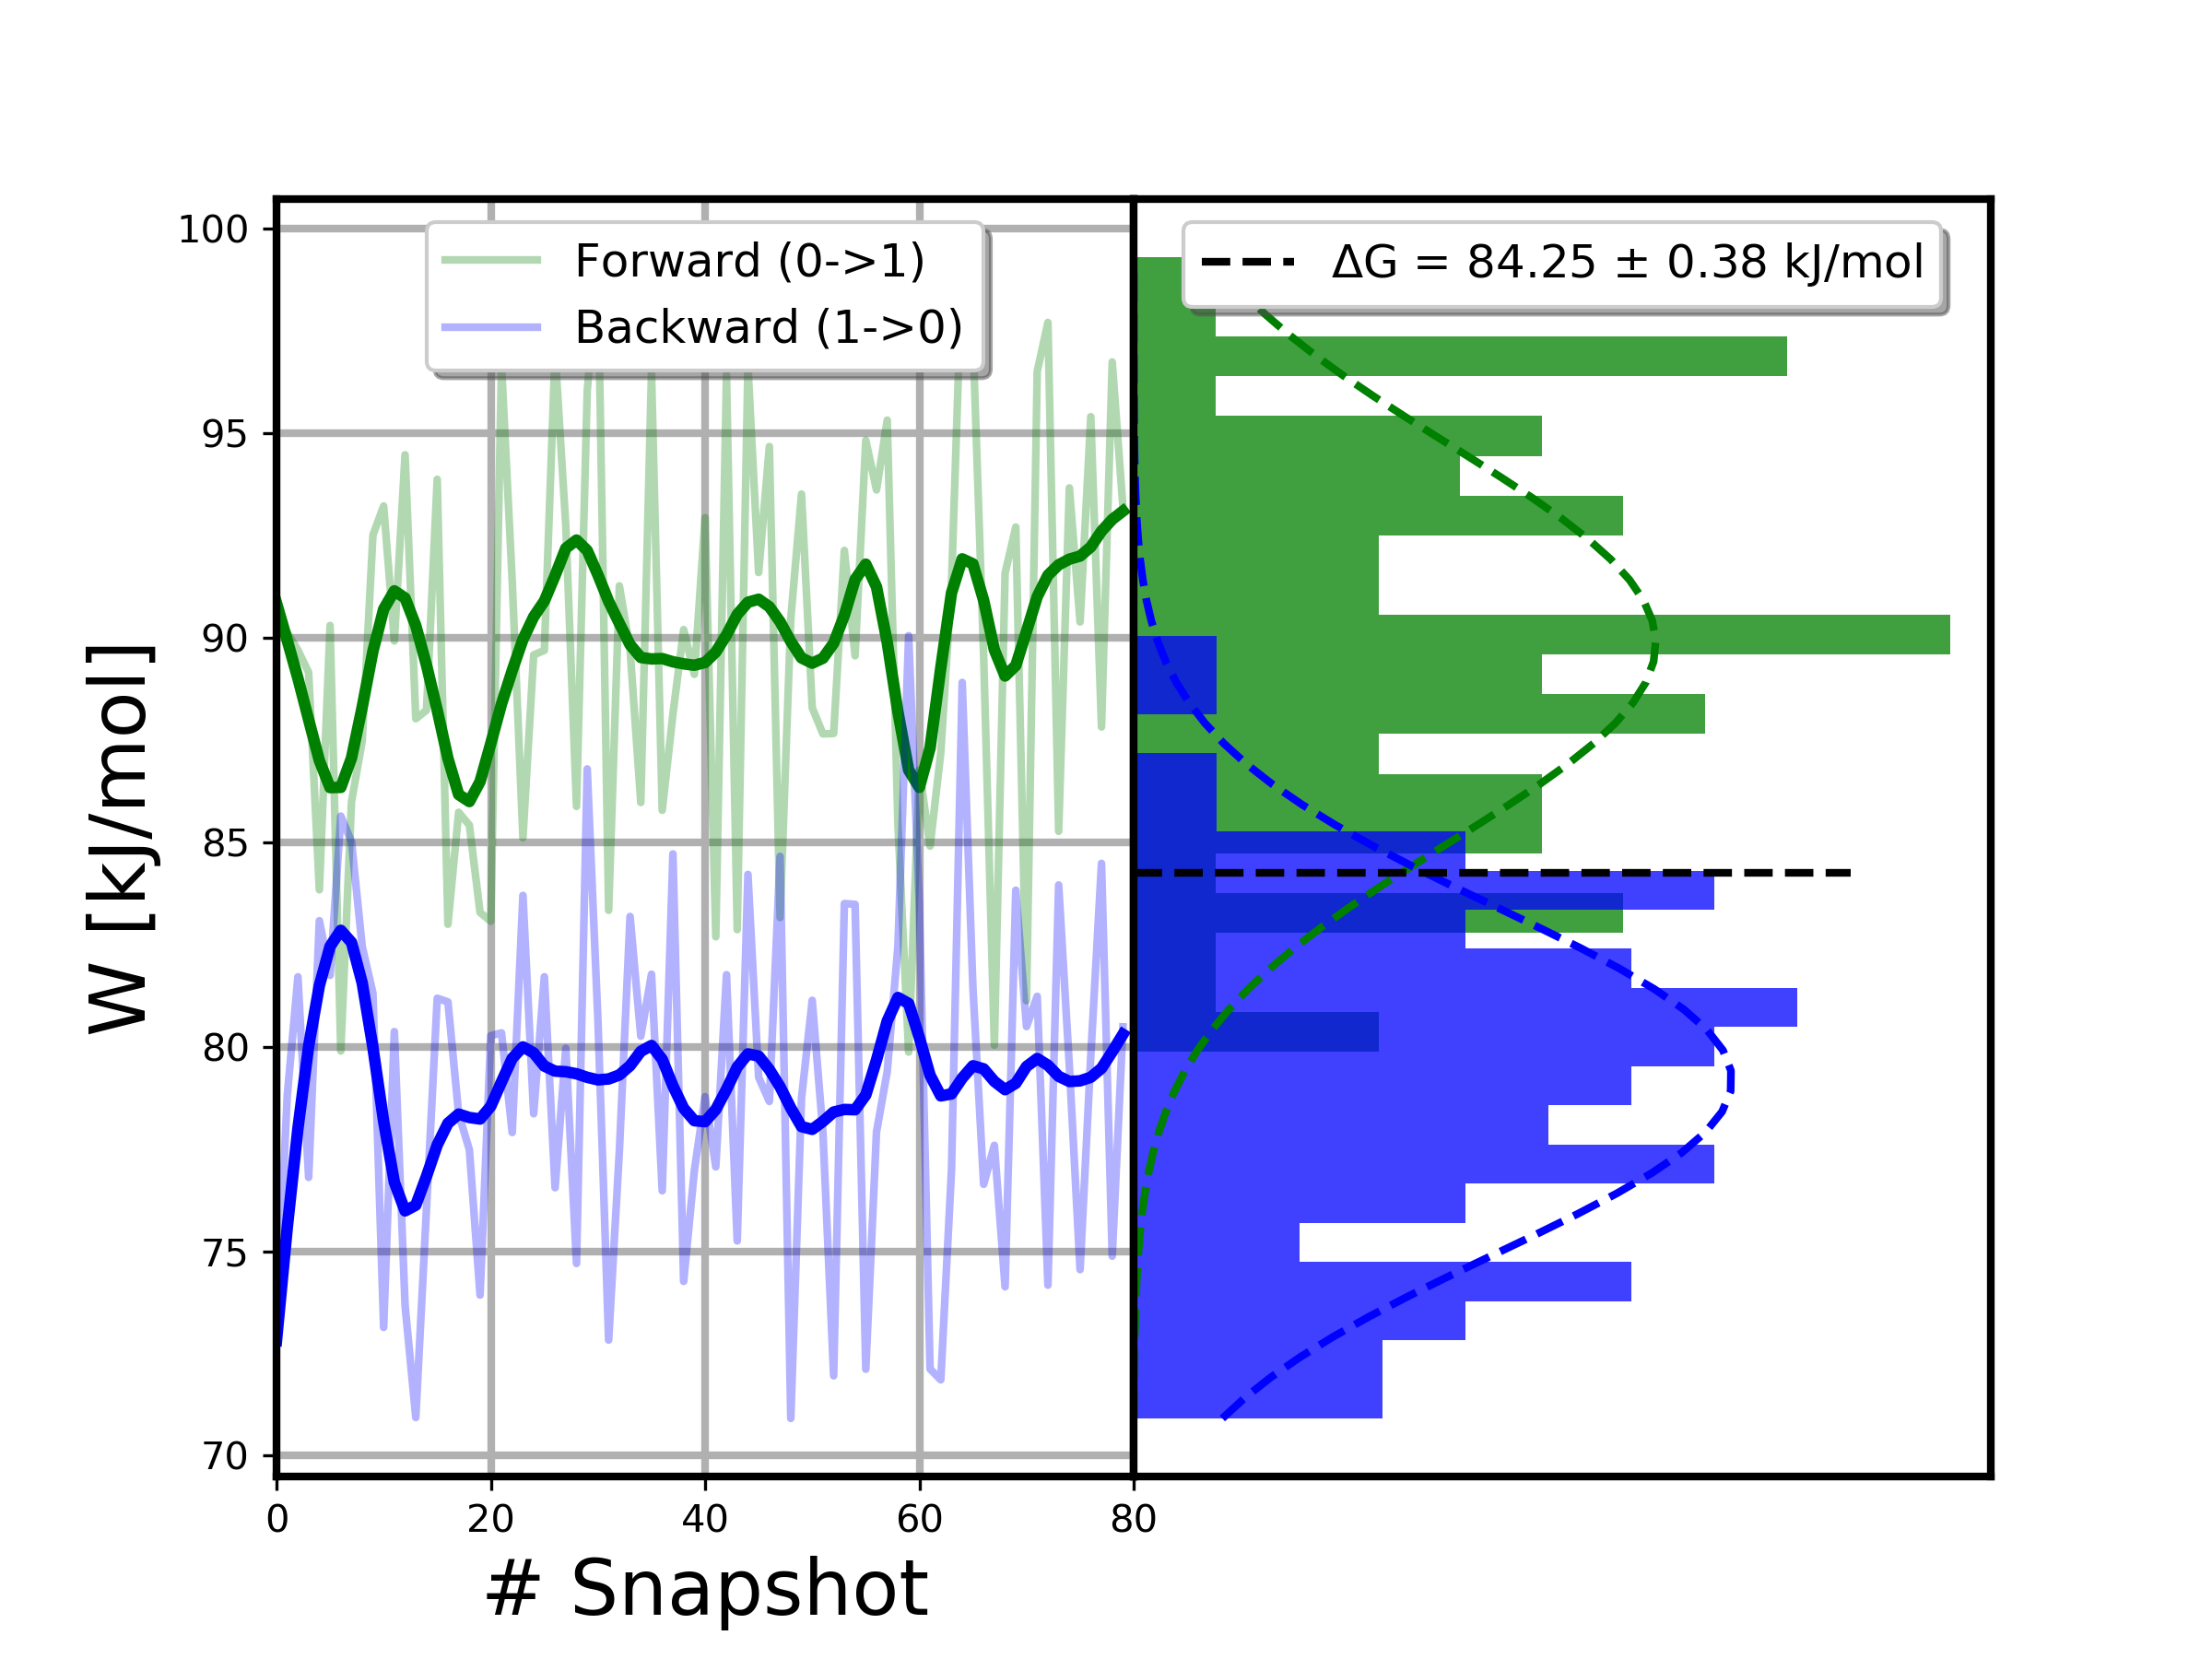 Forward (0->1)
Backward (1->0)
ΔG = 84.25 ± 0.38 kJ/mol
W [kJ/mol]
100
95
90
85
80
75
70
0 20 40 60 80
# Snapshot